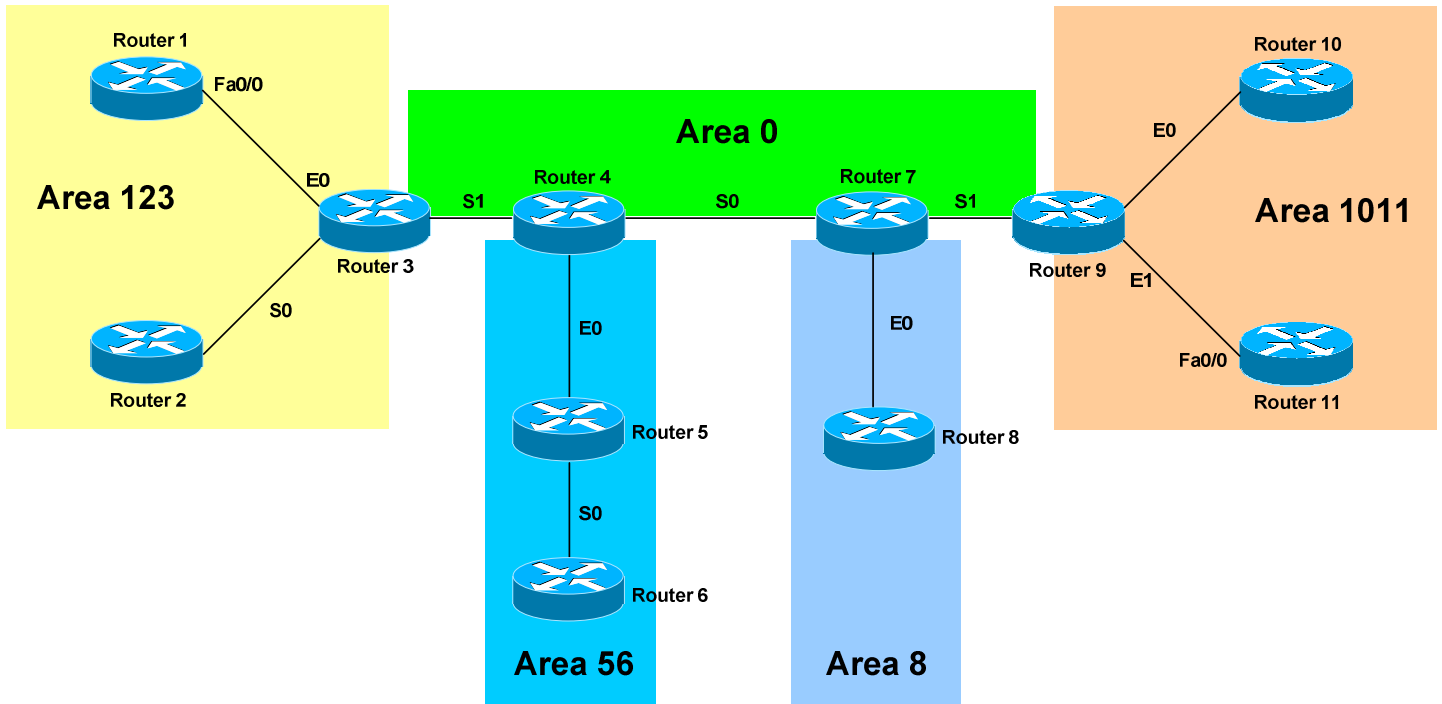 Router 1
Fa0/0
Area 123
E0
S0
Router 2
Router 3
Area 0
S1
Router 4
S0
Router 7
S1
E0
Router 5
S0
Router 6
Area 56
E0
Router 8
Area 8
Router 9
Router 10
E0
Area 1011
E1
Fa0/0
Router 11